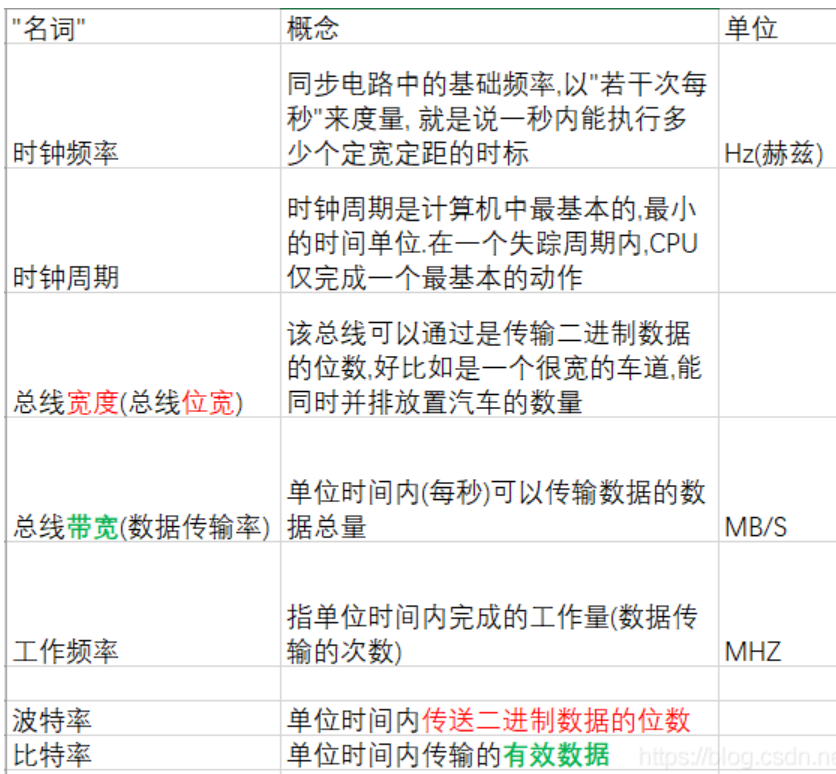 "名词" 概念 单位
同步电路中的基础频率,以"若干次每
秒"来度量, 就是说一秒内能执行多
时钟频率 少个定宽定距的时标 Hz(赫兹)
时钟周期是计算机中最基本的,最小
的时间单位.在一个失踪周期内,CPU
时钟周期 仅完成一个最基本的动作
该总线可以通过是传输二进制数据
的位数,好比如是一个很宽的车道,能
总线宽度(总线位宽) 同时并排放置汽车的数量
单位时间内(每秒)可以传输数据的数
总线带宽(数据传输率) 据总量 MB/S
指单位时间内完成的工作量(数据传
工作频率 输的次数) MHZ
波特率 单位时间内传送二进制数据的位数
比特率 单位时间内传输的有效数据 https://blog.csdn.ne